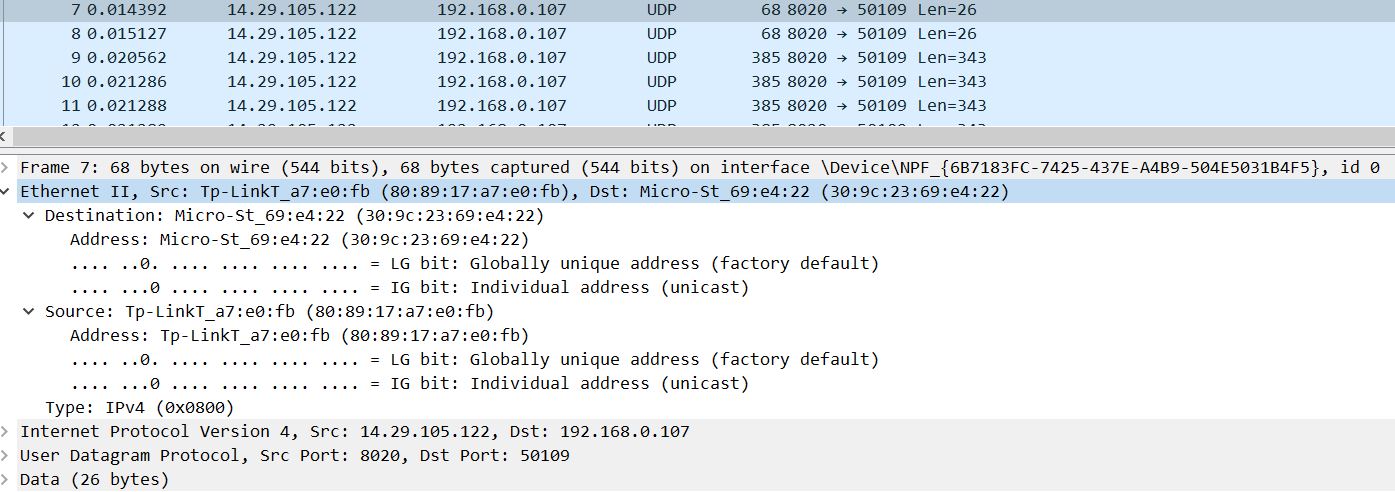 7 0.014392 14.29.105.122 192.168.0.107 UDP 68 8020 → 50109 Len=26
8 0.015127 14.29.105.122 192.168.0.107 UDP 68 8020 → 50109 Len=26
9 0.020562 14.29.105.122 192.168.0.107 UDP 385 8020 → 50109 Len=343
10 0.021286 14.29.105.122 192.168.0.107 UDP 385 8020 → 50109 Len=343
11 0.021288 14.29.105.122 192.168.0.107 UDP 385 8020 → 50109 Len=343
Frame 7: 68 bytes on wire (544 bits), 68 bytes captured (544 bits) on interface \Device\NPF_{6B7183FC-7425-437E-A4B9-504E5031B4F5}, id 0
Ethernet II, Src: Tp-LinkT_a7:e0:fb (80:89:17:a7:e0:fb), Dst: Micro-St_69:e4:22 (30:9c:23:69:e4:22)
Destination: Micro-St_69:e4:22 (30:9c:23:69:e4:22)
Address: Micro-St_69:e4:22 (30:9c:23:69:e4:22)
.... ..0. .... .... .... .... = LG bit: Globally unique address (factory default)
.... ...0 .... .... .... .... = IG bit: Individual address (unicast)
Source: Tp-LinkT_a7:e0:fb (80:89:17:a7:e0:fb)
Address: Tp-LinkT_a7:e0:fb (80:89:17:a7:e0:fb)
.... ..0. .... .... .... .... = LG bit: Globally unique address (factory default)
.... ...0 .... .... .... .... = IG bit: Individual address (unicast)
Type: IPv4 (0x0800)
Internet Protocol Version 4, Src: 14.29.105.122, Dst: 192.168.0.107
User Datagram Protocol, Src Port: 8020, Dst Port: 50109
Data (26 bytes)